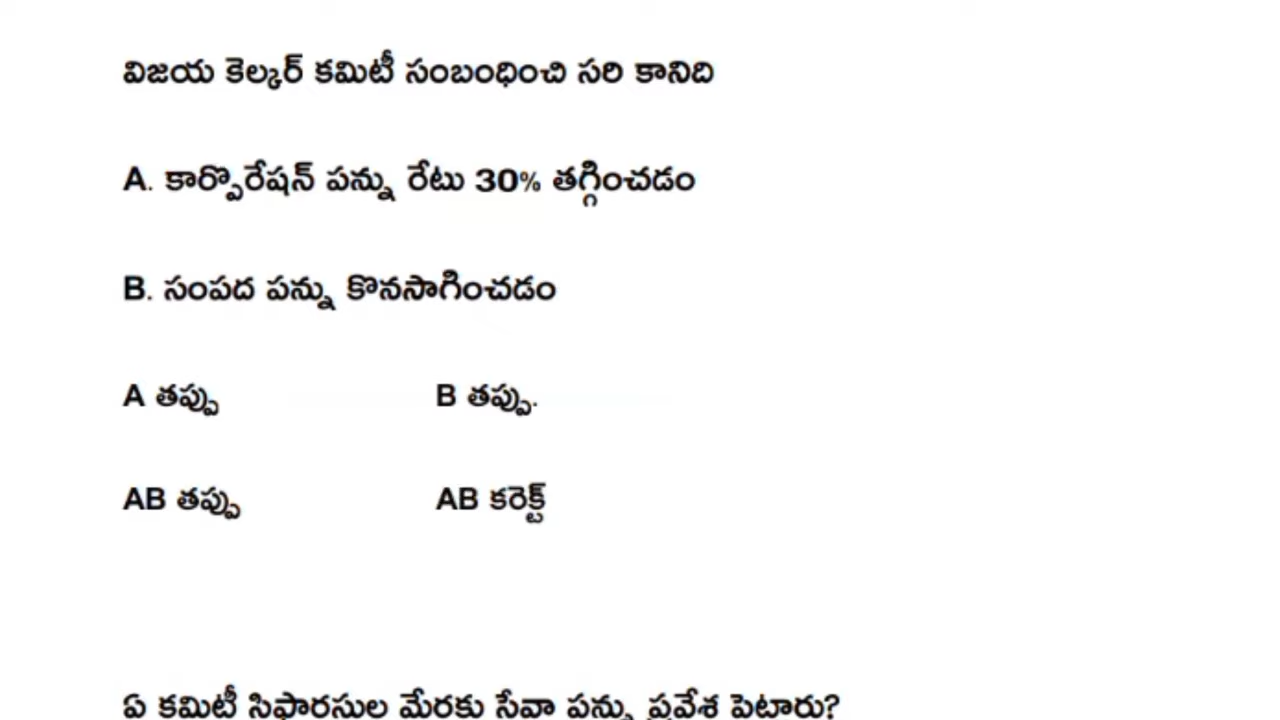 విజయ కెల్కర్ కమిటీ సంబంధించి సరి కానిది
A. కార్పొరేషన్ పన్ను రేటు 30% తగ్గించడం
B. సంపద పన్ను కొనసాగించడం
A తప్పు B తప్పు.
AB తప్పు AB కరెక్ట్
ఏ కమిటీ సిఫారసుల మేరకు సేవా పన్ను ప్రవేశ పెట్టారు?